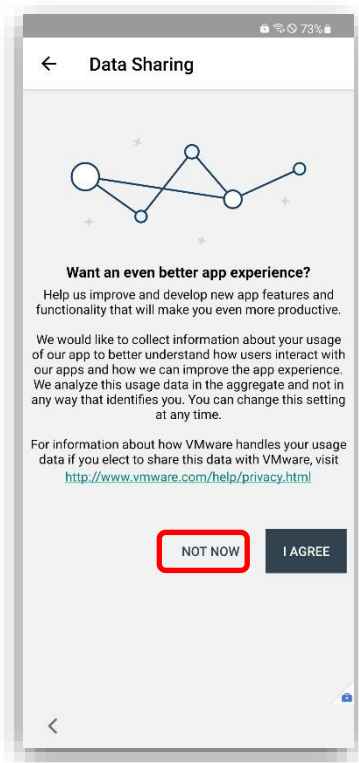 73%
Data Sharing
Want an even better app experience?
Help us improve and develop new app features and
functionality that will make you even more productive.
We would like to collect information about your usage
of our app to better understand how users interact with
our apps and how we can improve the app experience.
We analyze this usage data in the aggregate and not in
any way that identifies you. You can change this setting
at any time.
For information about how VMware handles your usage
data if you elect to share this data with VMware, visit
http://www.vmware.com/help/privacy.html
NOT NOW I AGREE